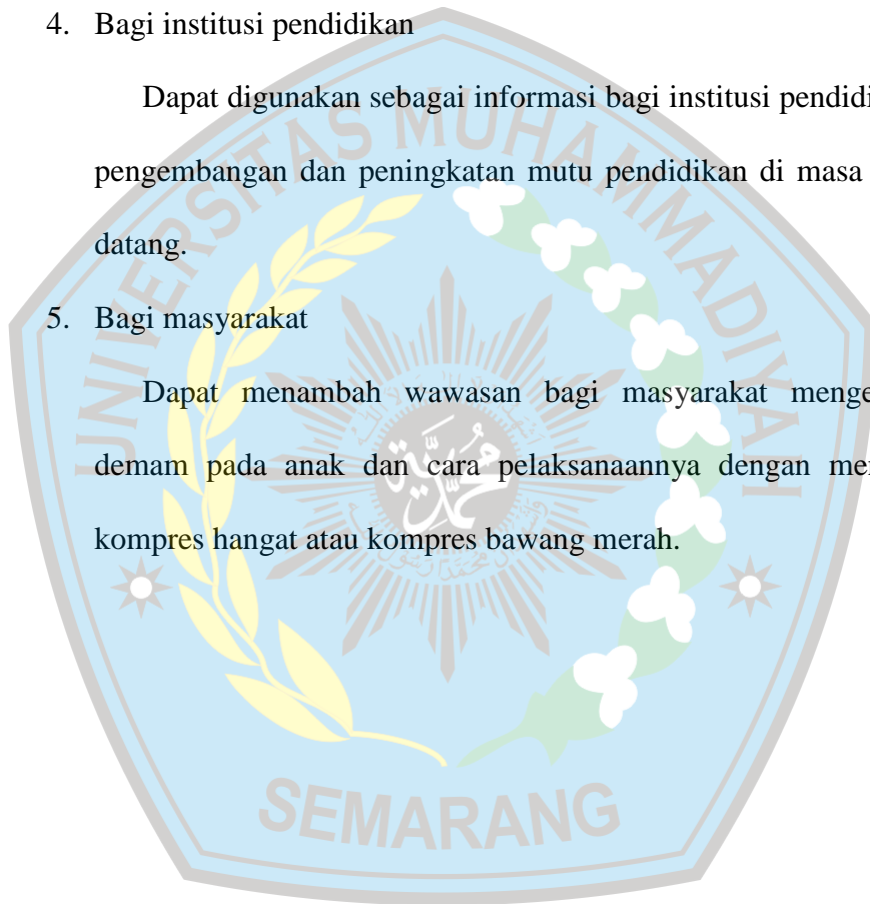 4. Bagi institusi pendidikan
Dapat digunakan sebagai informasi bagi institusi pendidi
pengembangan dan peningkatan mutu pendidikan di masa
datang.
5. Bagi masyarakat
Dapat menambah wawasan bagi masyarakat menge
demam pada anak dan cara pelaksanaannya dengan me
kompres hangat atau kompres bawang merah.
UNIVERSITAS MUHAMMADIYAH
محمدية
SEMARANG